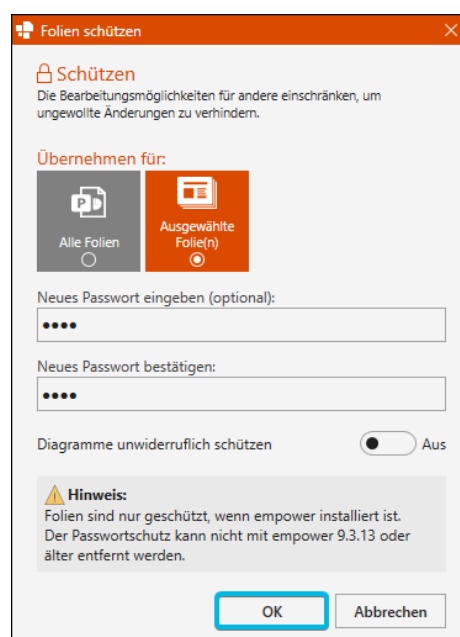 Folien schützen
Schützen
Die Bearbeitungsmöglichkeiten für andere einschränken, um
ungewollte Änderungen zu verhindern.
Übernehmen für:
Alle Folien
Ausgewählte
Folie(n)
Neues Passwort eingeben (optional):
••••
Neues Passwort bestätigen:
••••
Diagramme unwiderruflich schützen
Aus
Hinweis:
Folien sind nur geschützt, wenn empower installiert ist.
Der Passwortschutz kann nicht mit empower 9.3.13 oder
älter entfernt werden.
OK
Abbrechen